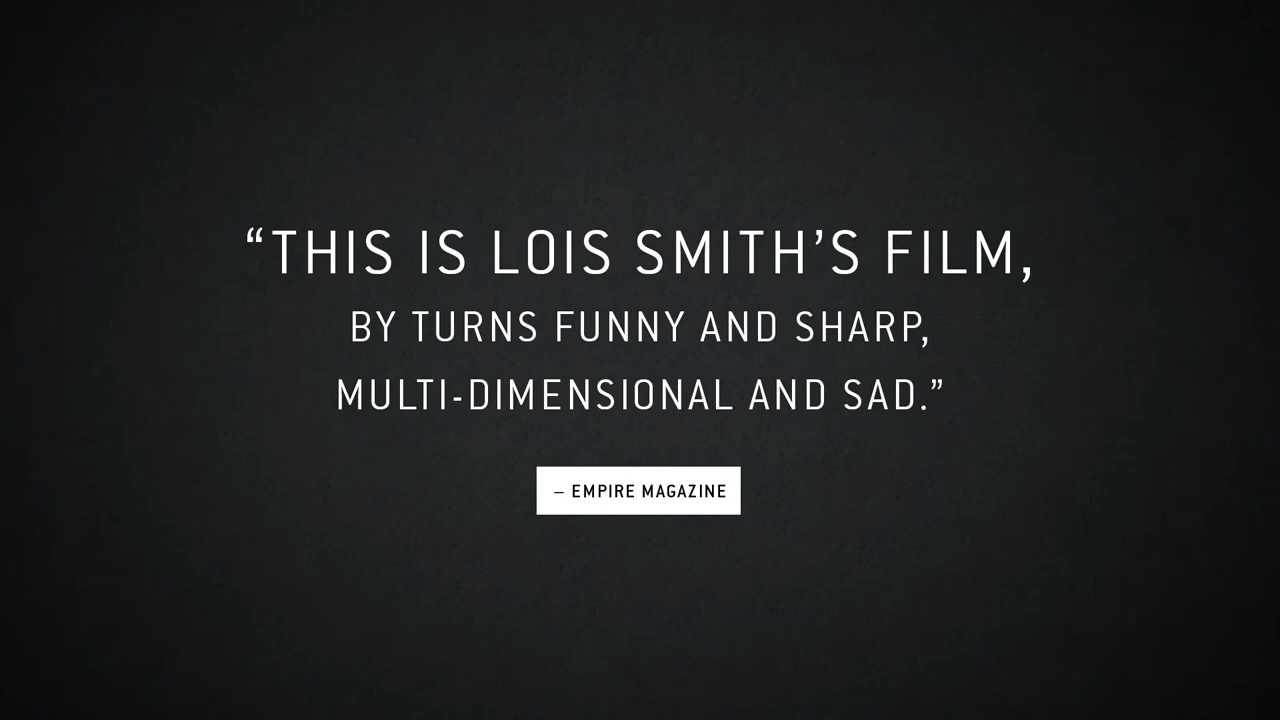 “THIS IS LOIS SMITH’S FILM,
BY TURNS FUNNY AND SHARP,
MULTI-DIMENSIONAL AND SAD.”
– EMPIRE MAGAZINE